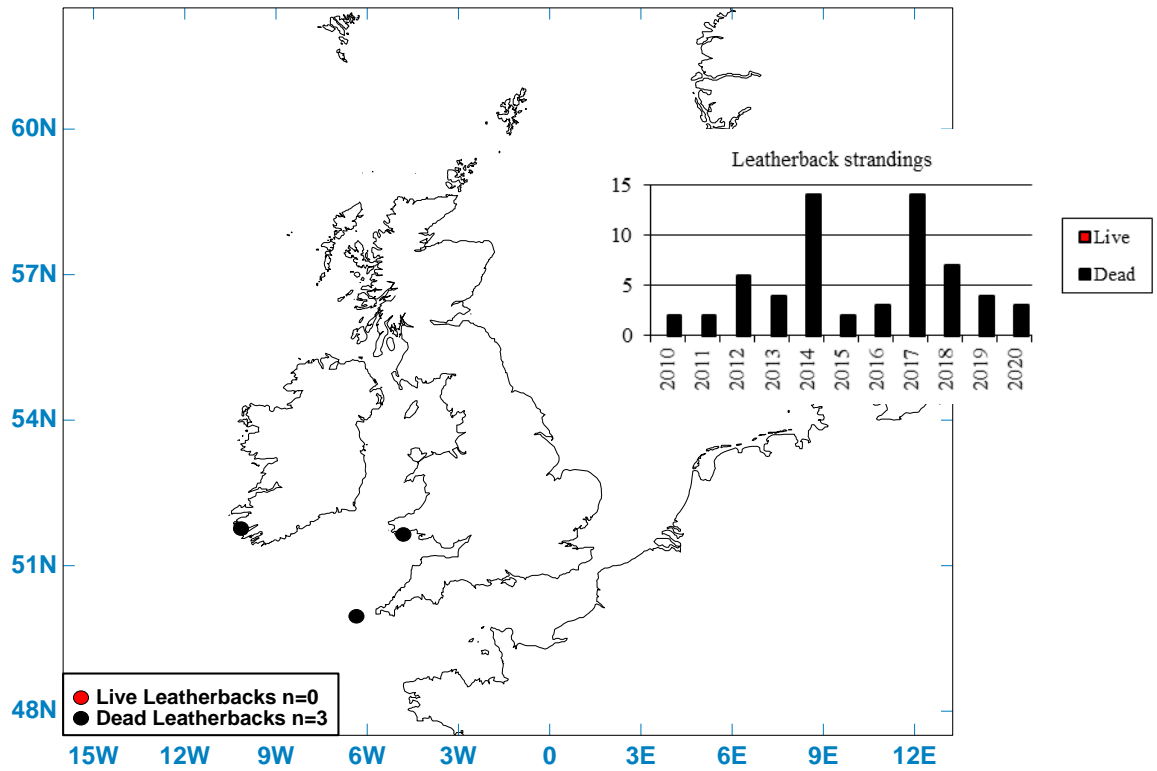 60N
57N
54N
51N
48N
15W 12W 9W 6W 3W 0 3E 6E 9E 12E
Leatherback strandings
15
10
5
0
2010 2011 2012 2013 2014 2015 2016 2017 2018 2019 2020
Live
Dead
Live Leatherbacks n=0
Dead Leatherbacks n=3